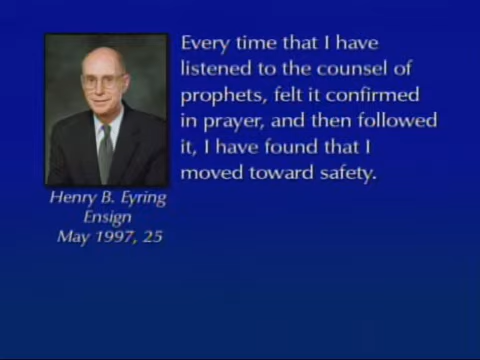 Every time that I have
listened to the counsel of
prophets, felt it confirmed
in prayer, and then followed
it, I have found that I
moved toward safety.
Henry B. Eyring
Ensign
May 1997, 25